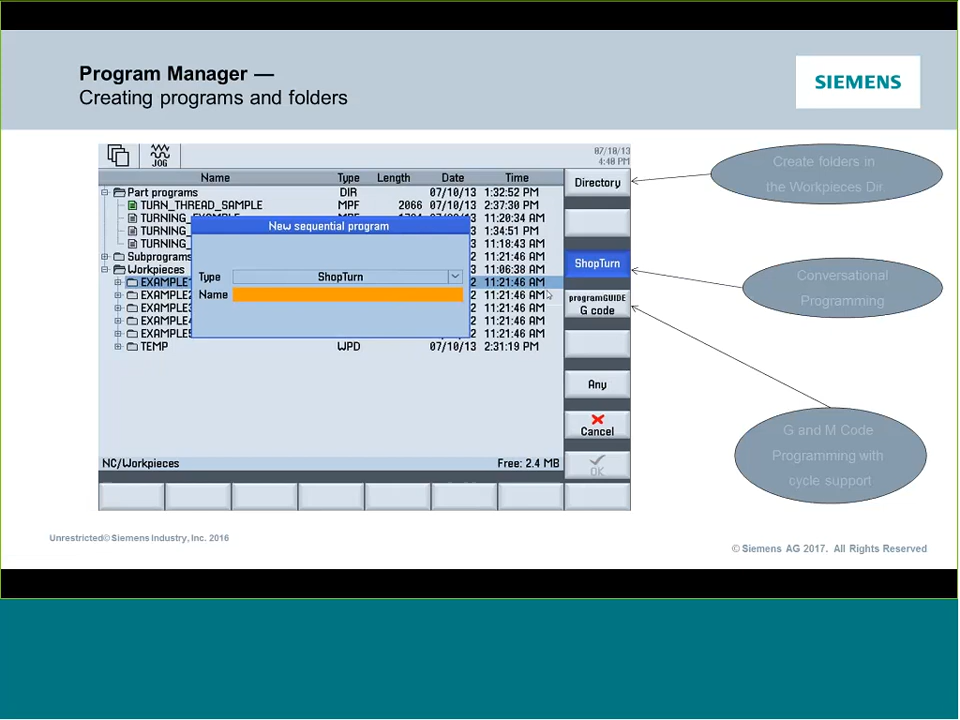 Program Manager —
Creating programs and folders
SIEMENS
JOG
07/10/13
4:40 PM
Name Type Length Date Time
Part programs DIR 07/10/13 1:32:52 PM
TURN_THREAD_SAMPLE MPF 2066 07/10/13 2:37:30 PM
TURNING_EXAMPLE 11:20:34 AM
TURNING_ 1:34:51 PM
TURNING_ 11:18:43 AM
Subprograms 11:21:46 AM
Workpieces 11:06:38 AM
EXAMPLE1 2 11:21:46 AM
EXAMPLE2 2 11:21:46 AM
EXAMPLE3 2 11:21:46 AM
EXAMPLE4 2 11:21:46 AM
EXAMPLE5 2 11:21:46 AM
TEMP WPD 07/10/13 2:31:19 PM
New sequential program
Type ShopTurn
Name
NC/Workpieces Free: 2.4 MB
Directory
ShopTurn
programGUIDE
G code
Any
Cancel
OK
Create folders in
the Workpieces Dir.
Conversational
Programming
G and M Code
Programming with
cycle support
Unrestricted© Siemens Industry, Inc. 2016
© Siemens AG 2017. All Rights Reserved